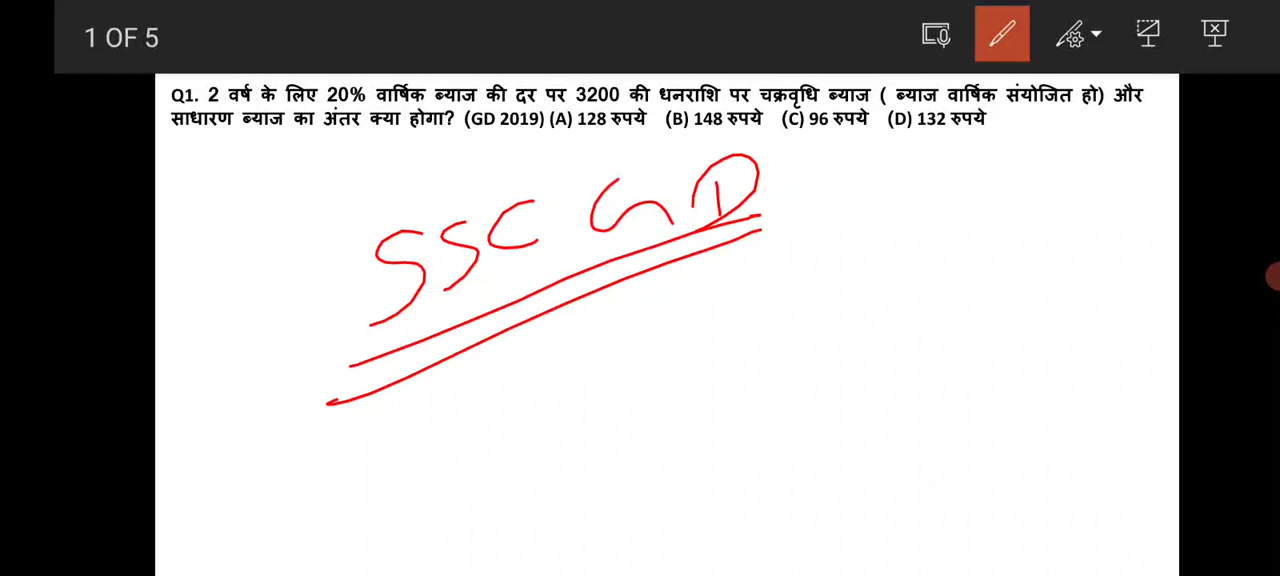 1 OF 5
Q1. 2 वर्ष के लिए 20% वार्षिक ब्याज की दर पर 3200 की धनराशि पर चक्रवृधि ब्याज ( ब्याज वार्षिक संयोजित हो) और
साधारण ब्याज का अंतर क्या होगा? (GD 2019) (A) 128 रुपये (B) 148 रुपये (C) 96 रुपये (D) 132 रुपये
SSC GD